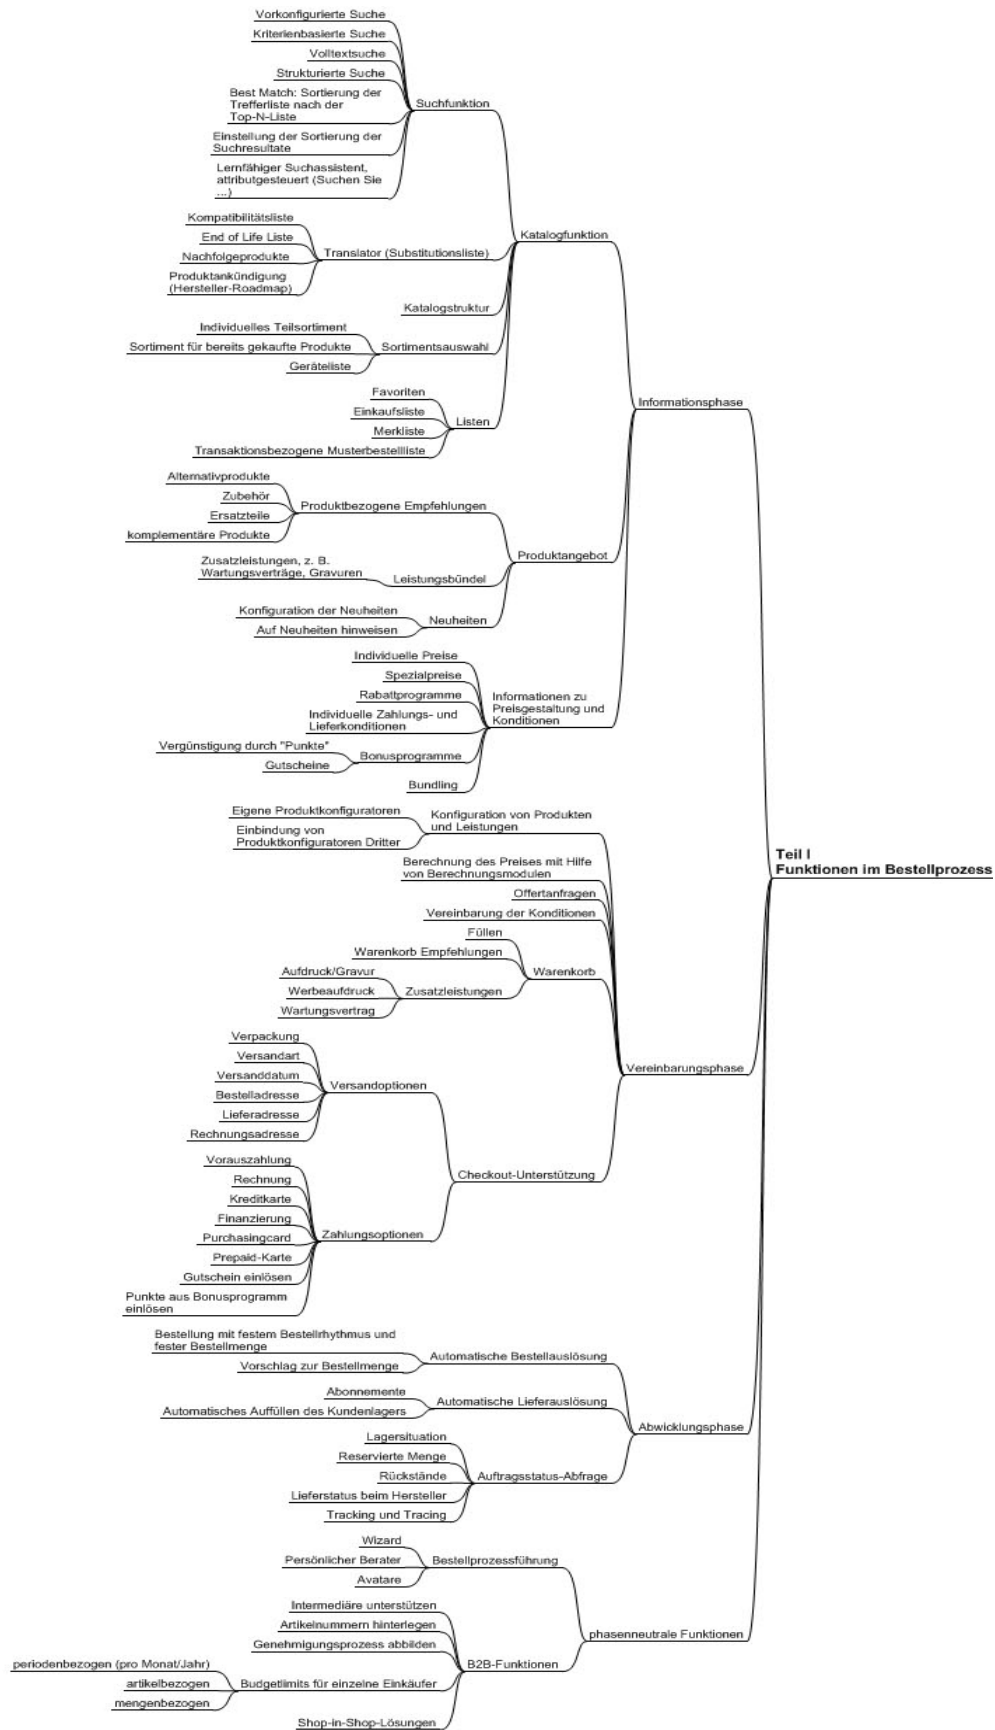 Vorkonfigurierte Suche
Kriterienbasierte Suche
Volltextsuche
Strukturierte Suche
Best Match: Sortierung der
Trefferliste nach der
Top-N-Liste
Einstellung der Sortierung der
Suchresultate
Lernfähiger Suchassistent,
attributgesteuert (Suchen Sie
...)
Suchfunktion
Kompatibilitätsliste
End of Life Liste
Nachfolgeprodukte
Produktankündigung
(Hersteller-Roadmap)
Translator (Substitutionsliste)
Katalogstruktur
Individuelles Teilsortiment
Sortiment für bereits gekaufte Produkte
Geräteliste
Sortimentsauswahl
Favoriten
Einkaufsliste
Merkliste
Transaktionsbezogene Musterbestellliste
Listen
Katalogfunktion
Alternativprodukte
Zubehör
Ersatzteile
komplementäre Produkte
Produktbezogene Empfehlungen
Zusatzleistungen, z. B.
Wartungsverträge, Gravuren
Leistungsbündel
Konfiguration der Neuheiten
Auf Neuheiten hinweisen
Neuheiten
Produktangebot
Individuelle Preise
Spezialpreise
Rabattprogramme
Individuelle Zahlungs- und
Lieferkonditionen
Vergünstigung durch "Punkte"
Gutscheine
Bonusprogramme
Bundling
Informationen zu
Preisgestaltung und
Konditionen
Informationsphase
Eigene Produktkonfiguratoren
Einbindung von
Produktkonfiguratoren Dritter
Konfiguration von Produkten
und Leistungen
Berechnung des Preises mit Hilfe
von Berechnungsmodulen
Offertanfragen
Vereinbarung der Konditionen
Füllen
Warenkorb Empfehlungen
Aufdruck/Gravur
Werbeaufdruck
Wartungsvertrag
Zusatzleistungen
Warenkorb
Verpackung
Versandart
Versanddatum
Bestelladresse
Lieferadresse
Rechnungsadresse
Versandoptionen
Vorauszahlung
Rechnung
Kreditkarte
Finanzierung
Purchasingcard
Prepaid-Karte
Gutschein einlösen
Punkte aus Bonusprogramm
einlösen
Zahlungsoptionen
Checkout-Unterstützung
Vereinbarungsphase
Teil I
Funktionen im Bestellprozess
Bestellung mit festem Bestellrhythmus und
fester Bestellmenge
Vorschlag zur Bestellmenge
Automatische Bestellauslösung
Abonnemente
Automatisches Auffüllen des Kundenlagers
Automatische Lieferauslösung
Lagersituation
Reservierte Menge
Rückstände
Lieferstatus beim Hersteller
Tracking und Tracing
Auftragsstatus-Abfrage
Abwicklungsphase
Wizard
Persönlicher Berater
Avatare
Bestellprozessführung
Intermediäre unterstützen
Artikelnummern hinterlegen
Genehmigungsprozess abbilden
periodenbezogen (pro Monat/Jahr)
artikelbezogen
mengenbezogen
Budgetlimits für einzelne Einkäufer
Shop-in-Shop-Lösungen
B2B-Funktionen
phasenneutrale Funktionen